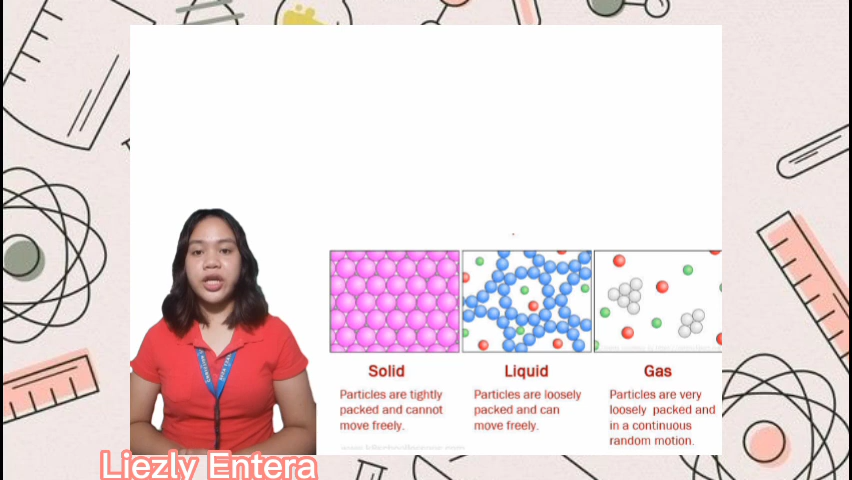 Solid
Particles are tightly
packed and cannot
move freely.
Liquid
Particles are loosely
packed and can
move freely.
Gas
Particles are very
loosely packed and
in a continuous
random motion.
Liezly Entera